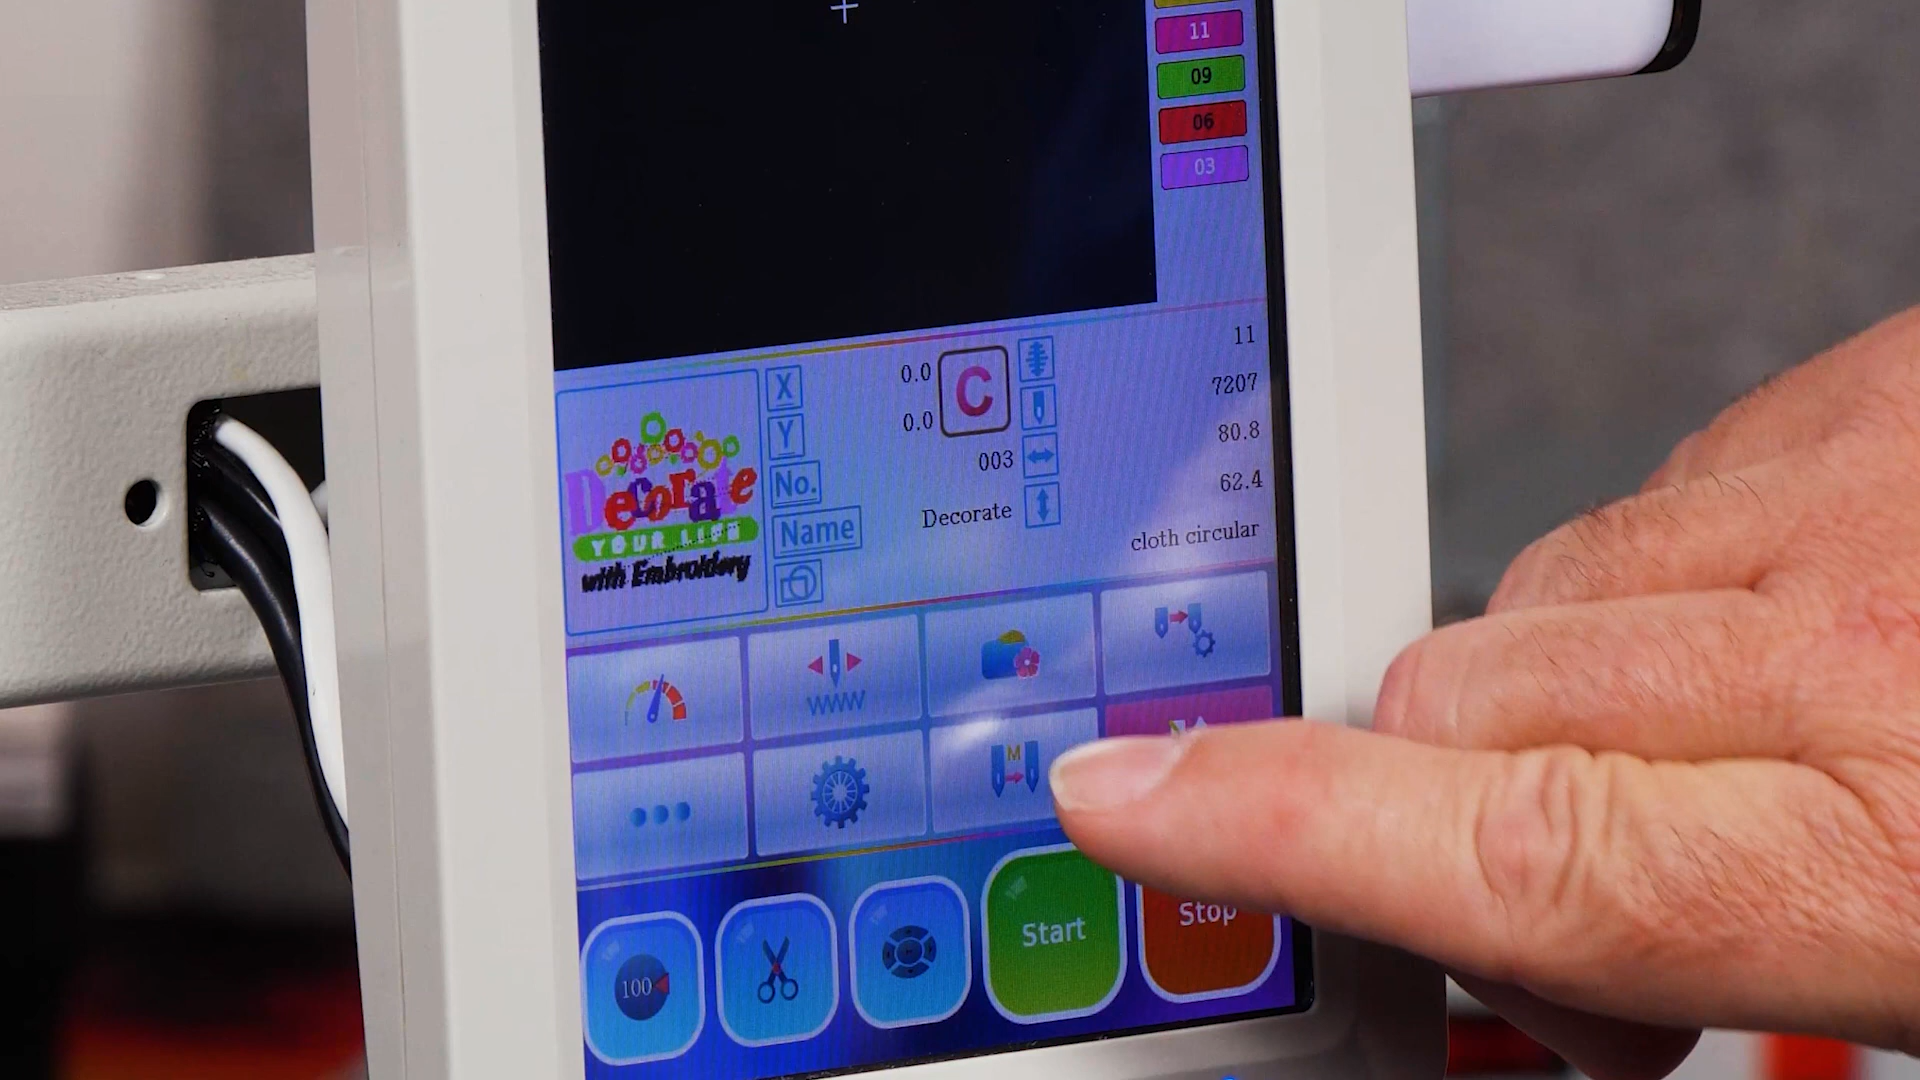 11
09
06
03
X
0.0
C
11
Y
0.0
7207
No.
003
80.8
Name
Decorate
62.4
cloth circular
Decorate
YOUR LIFE
with Embroidery
M
100
Start
Stop